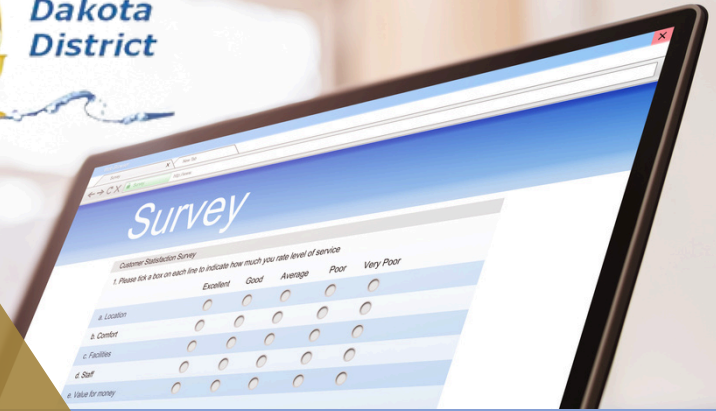 Dakota
District
Survey
Customer Satisfaction Survey
1. Please tick a box on each line to indicate how much you rate level of service
Excellent Good Average Poor Very Poor
a. Location
b. Comfort
c. Facilities
d. Staff
e. Value for money